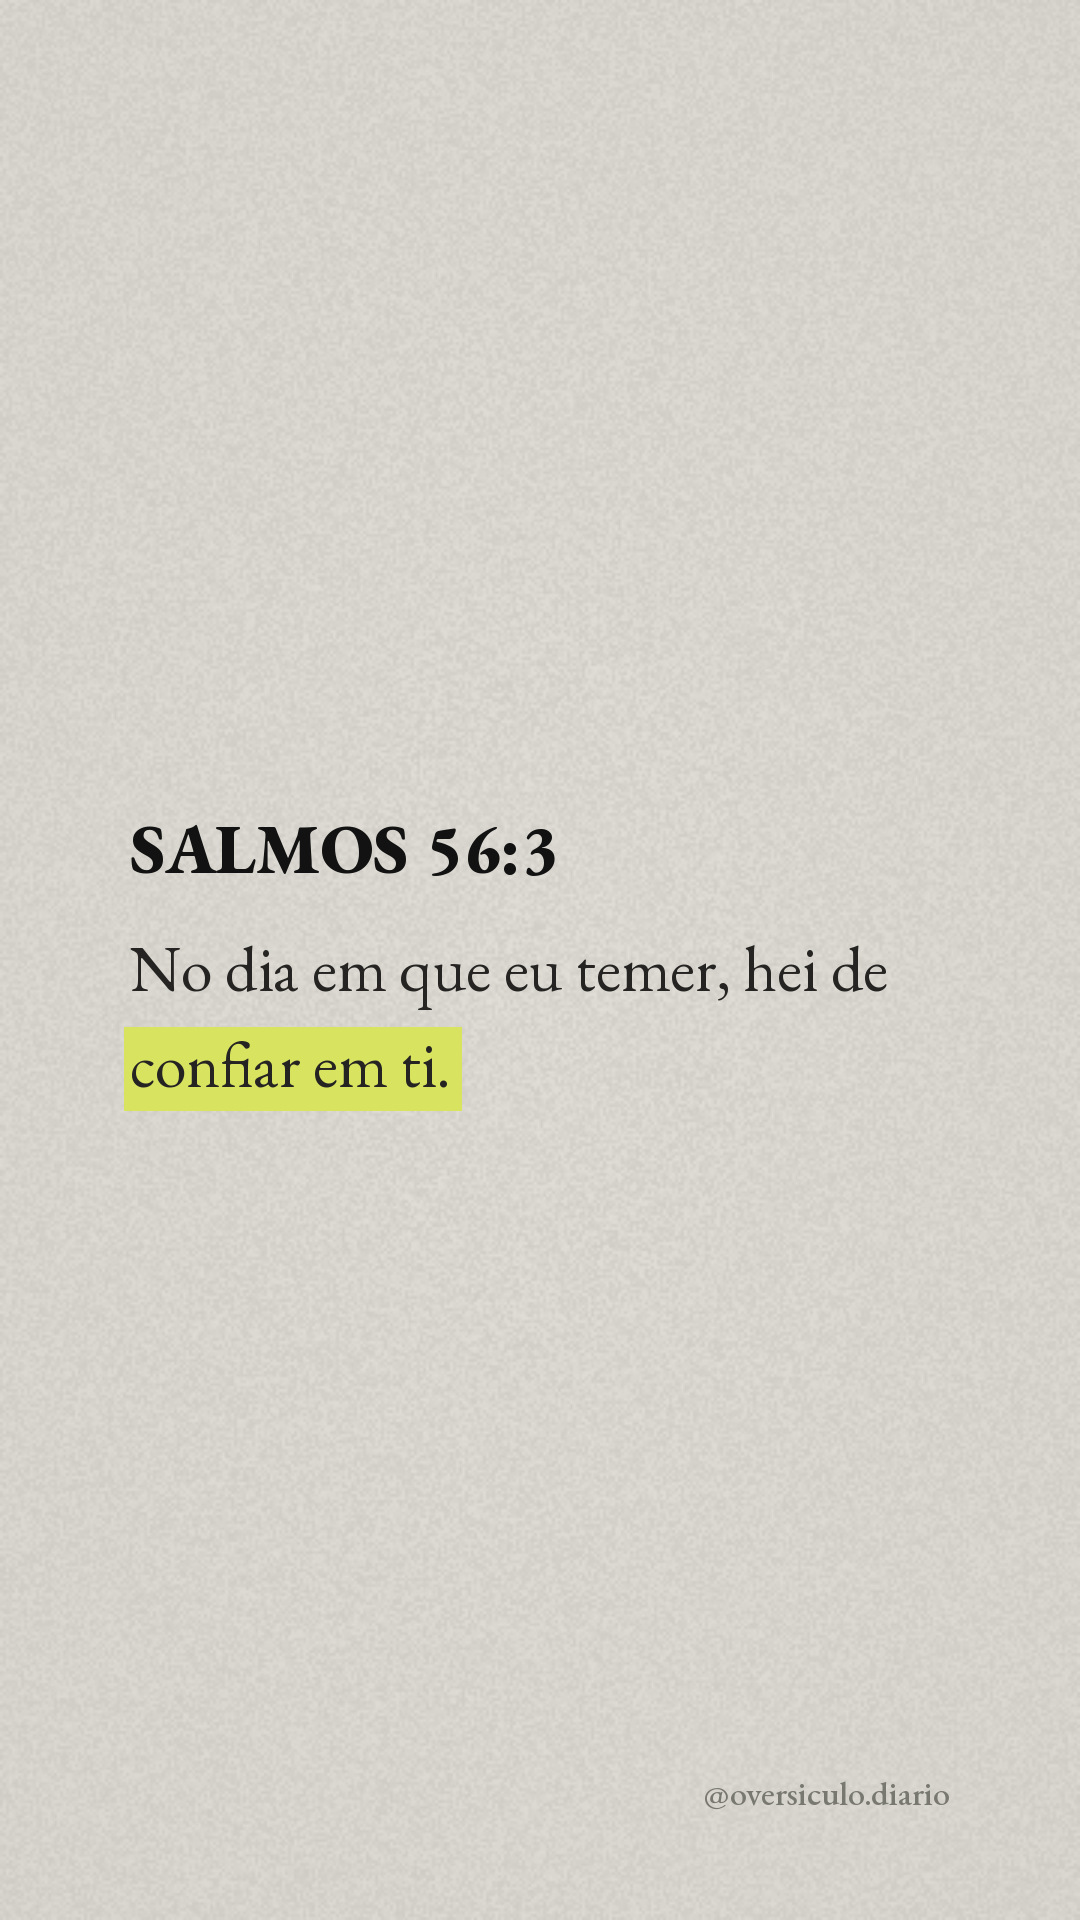 SALMOS 56:3
No dia em que eu temer, hei de
confiar em ti.
@oversiculo.diario